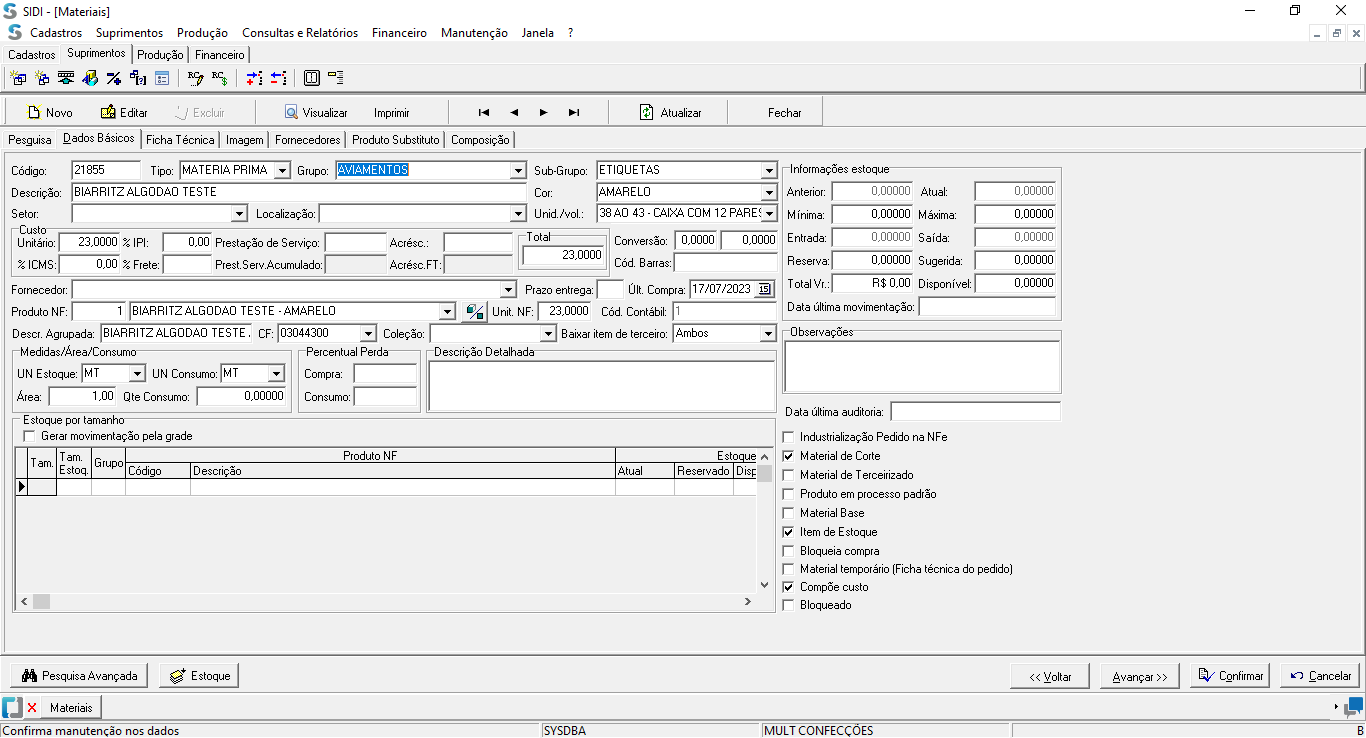 SIDI - [Materiais]
Cadastros Suprimentos Produção Consultas e Relatórios Financeiro Manutenção Janela ?
Cadastros Suprimentos Produção Financeiro
Novo Editar Excluir Visualizar Imprimir Atualizar Fechar
Pesquisa Dados Básicos Ficha Técnica Imagem Fornecedores Produto Substituto Composição
Código: 21855 Tipo: MATERIA PRIMA Grupo: AVIAMENTOS Sub-Grupo: ETIQUETAS
Descrição: BIARRITZ ALGODAO TESTE Cor: AMARELO
Setor: Localização: Unid./vol.: 38 AO 43 - CAIXA COM 12 PARES
Custo
Unitário: 23,0000 % IPI: 0,00 Prestação de Serviço: Acrésc.:
% ICMS: 0,00 % Frete: Prest.Serv.Acumulado: Acrésc.FT:
Total
23,0000
Conversão: 0,0000 0,0000
Cód. Barras:
Fornecedor: Prazo entrega: Últ. Compra: 17/07/2023 15
Produto NF: 1 BIARRITZ ALGODAO TESTE - AMARELO Unit. NF: 23,0000 Cód. Contábil: 1
Descr. Agrupada: BIARRITZ ALGODAO TESTE CF: 03044300 Coleção: Baixar item de terceiro: Ambos
Medidas/Área/Consumo
UN Estoque: MT UN Consumo: MT
Área: 1,00 Qte Consumo: 0,00000
Percentual Perda
Compra:
Consumo:
Descrição Detalhada
Estoque por tamanho
Gerar movimentação pela grade
Tam. Tam. Estoq. Grupo Produto NF Estoque
Código Descrição Atual Reservado Disp
Informações estoque
Anterior: 0,00000 Atual: 0,00000
Mínima: 0,00000 Máxima: 0,00000
Entrada: 0,00000 Saída: 0,00000
Reserva: 0,00000 Sugerida: 0,00000
Total Vr.: R$ 0,00 Disponível: 0,00000
Data última movimentação:
Observações
Data última auditoria:
Industrialização Pedido na NFe
Material de Corte
Material de Terceirizado
Produto em processo padrão
Material Base
Item de Estoque
Bloqueia compra
Material temporário (Ficha técnica do pedido)
Compõe custo
Bloqueado
Pesquisa Avançada Estoque << Voltar Avançar >> Confirmar Cancelar
Materiais
Confirma manutenção nos dados SYSDBA MULT CONFECÇÕES B